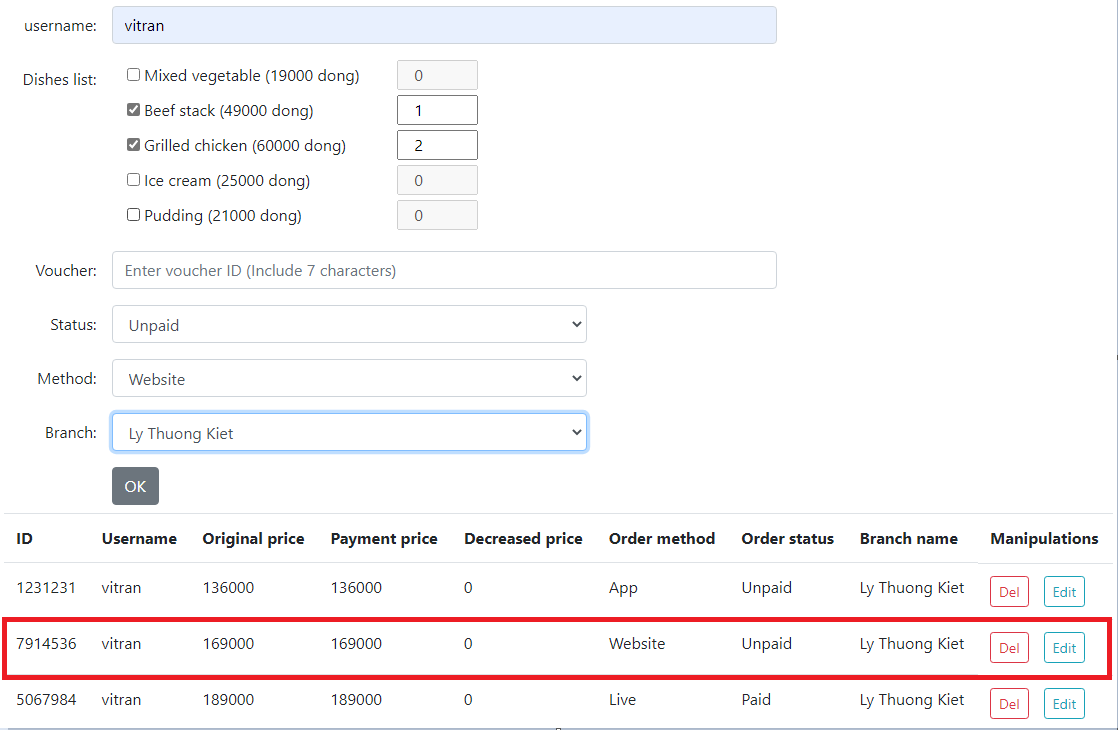 username: vitran
Dishes list: Mixed vegetable (19000 dong) 0
Beef stack (49000 dong) 1
Grilled chicken (60000 dong) 2
Ice cream (25000 dong) 0
Pudding (21000 dong) 0
Voucher: Enter voucher ID (Include 7 characters)
Status: Unpaid
Method: Website
Branch: Ly Thuong Kiet
OK
ID Username Original price Payment price Decreased price Order method Order status Branch name Manipulations
1231231 vitran 136000 136000 0 App Unpaid Ly Thuong Kiet Del Edit
7914536 vitran 169000 169000 0 Website Unpaid Ly Thuong Kiet Del Edit
5067984 vitran 189000 189000 0 Live Paid Ly Thuong Kiet Del Edit